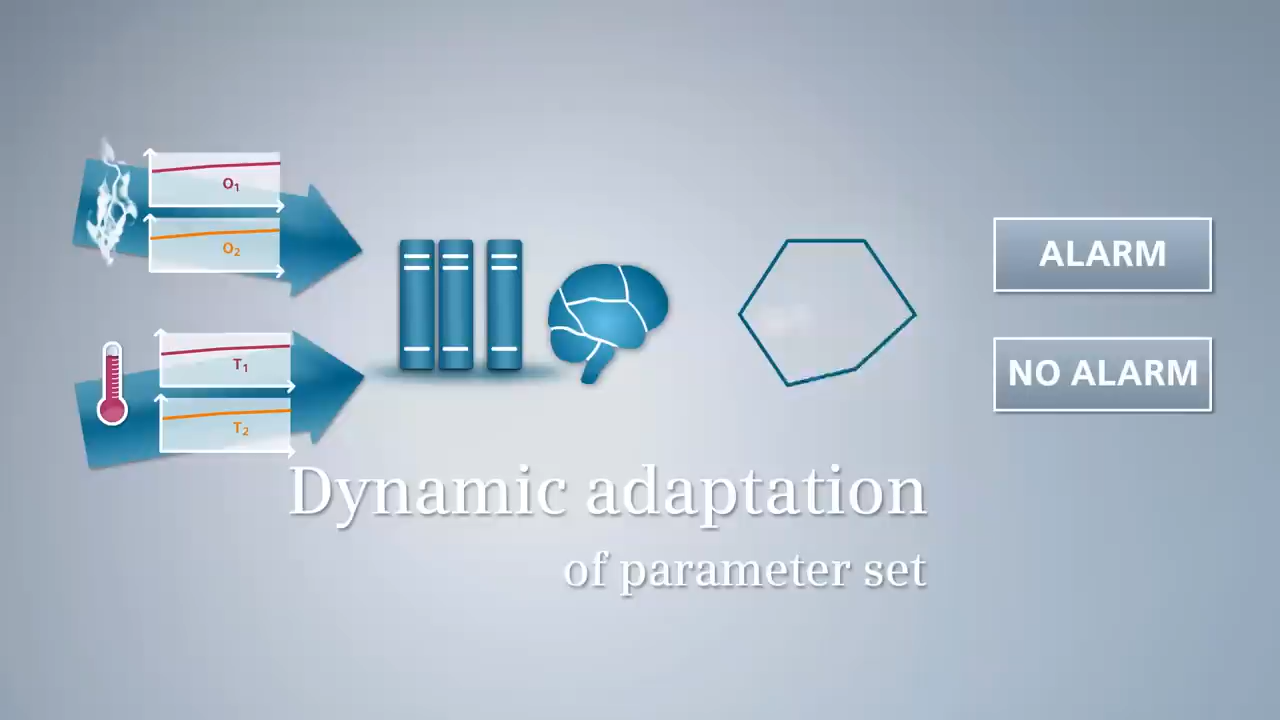 O₁
O₂
T₁
T₂
ALARM
NO ALARM
Dynamic adaptation
of parameter set